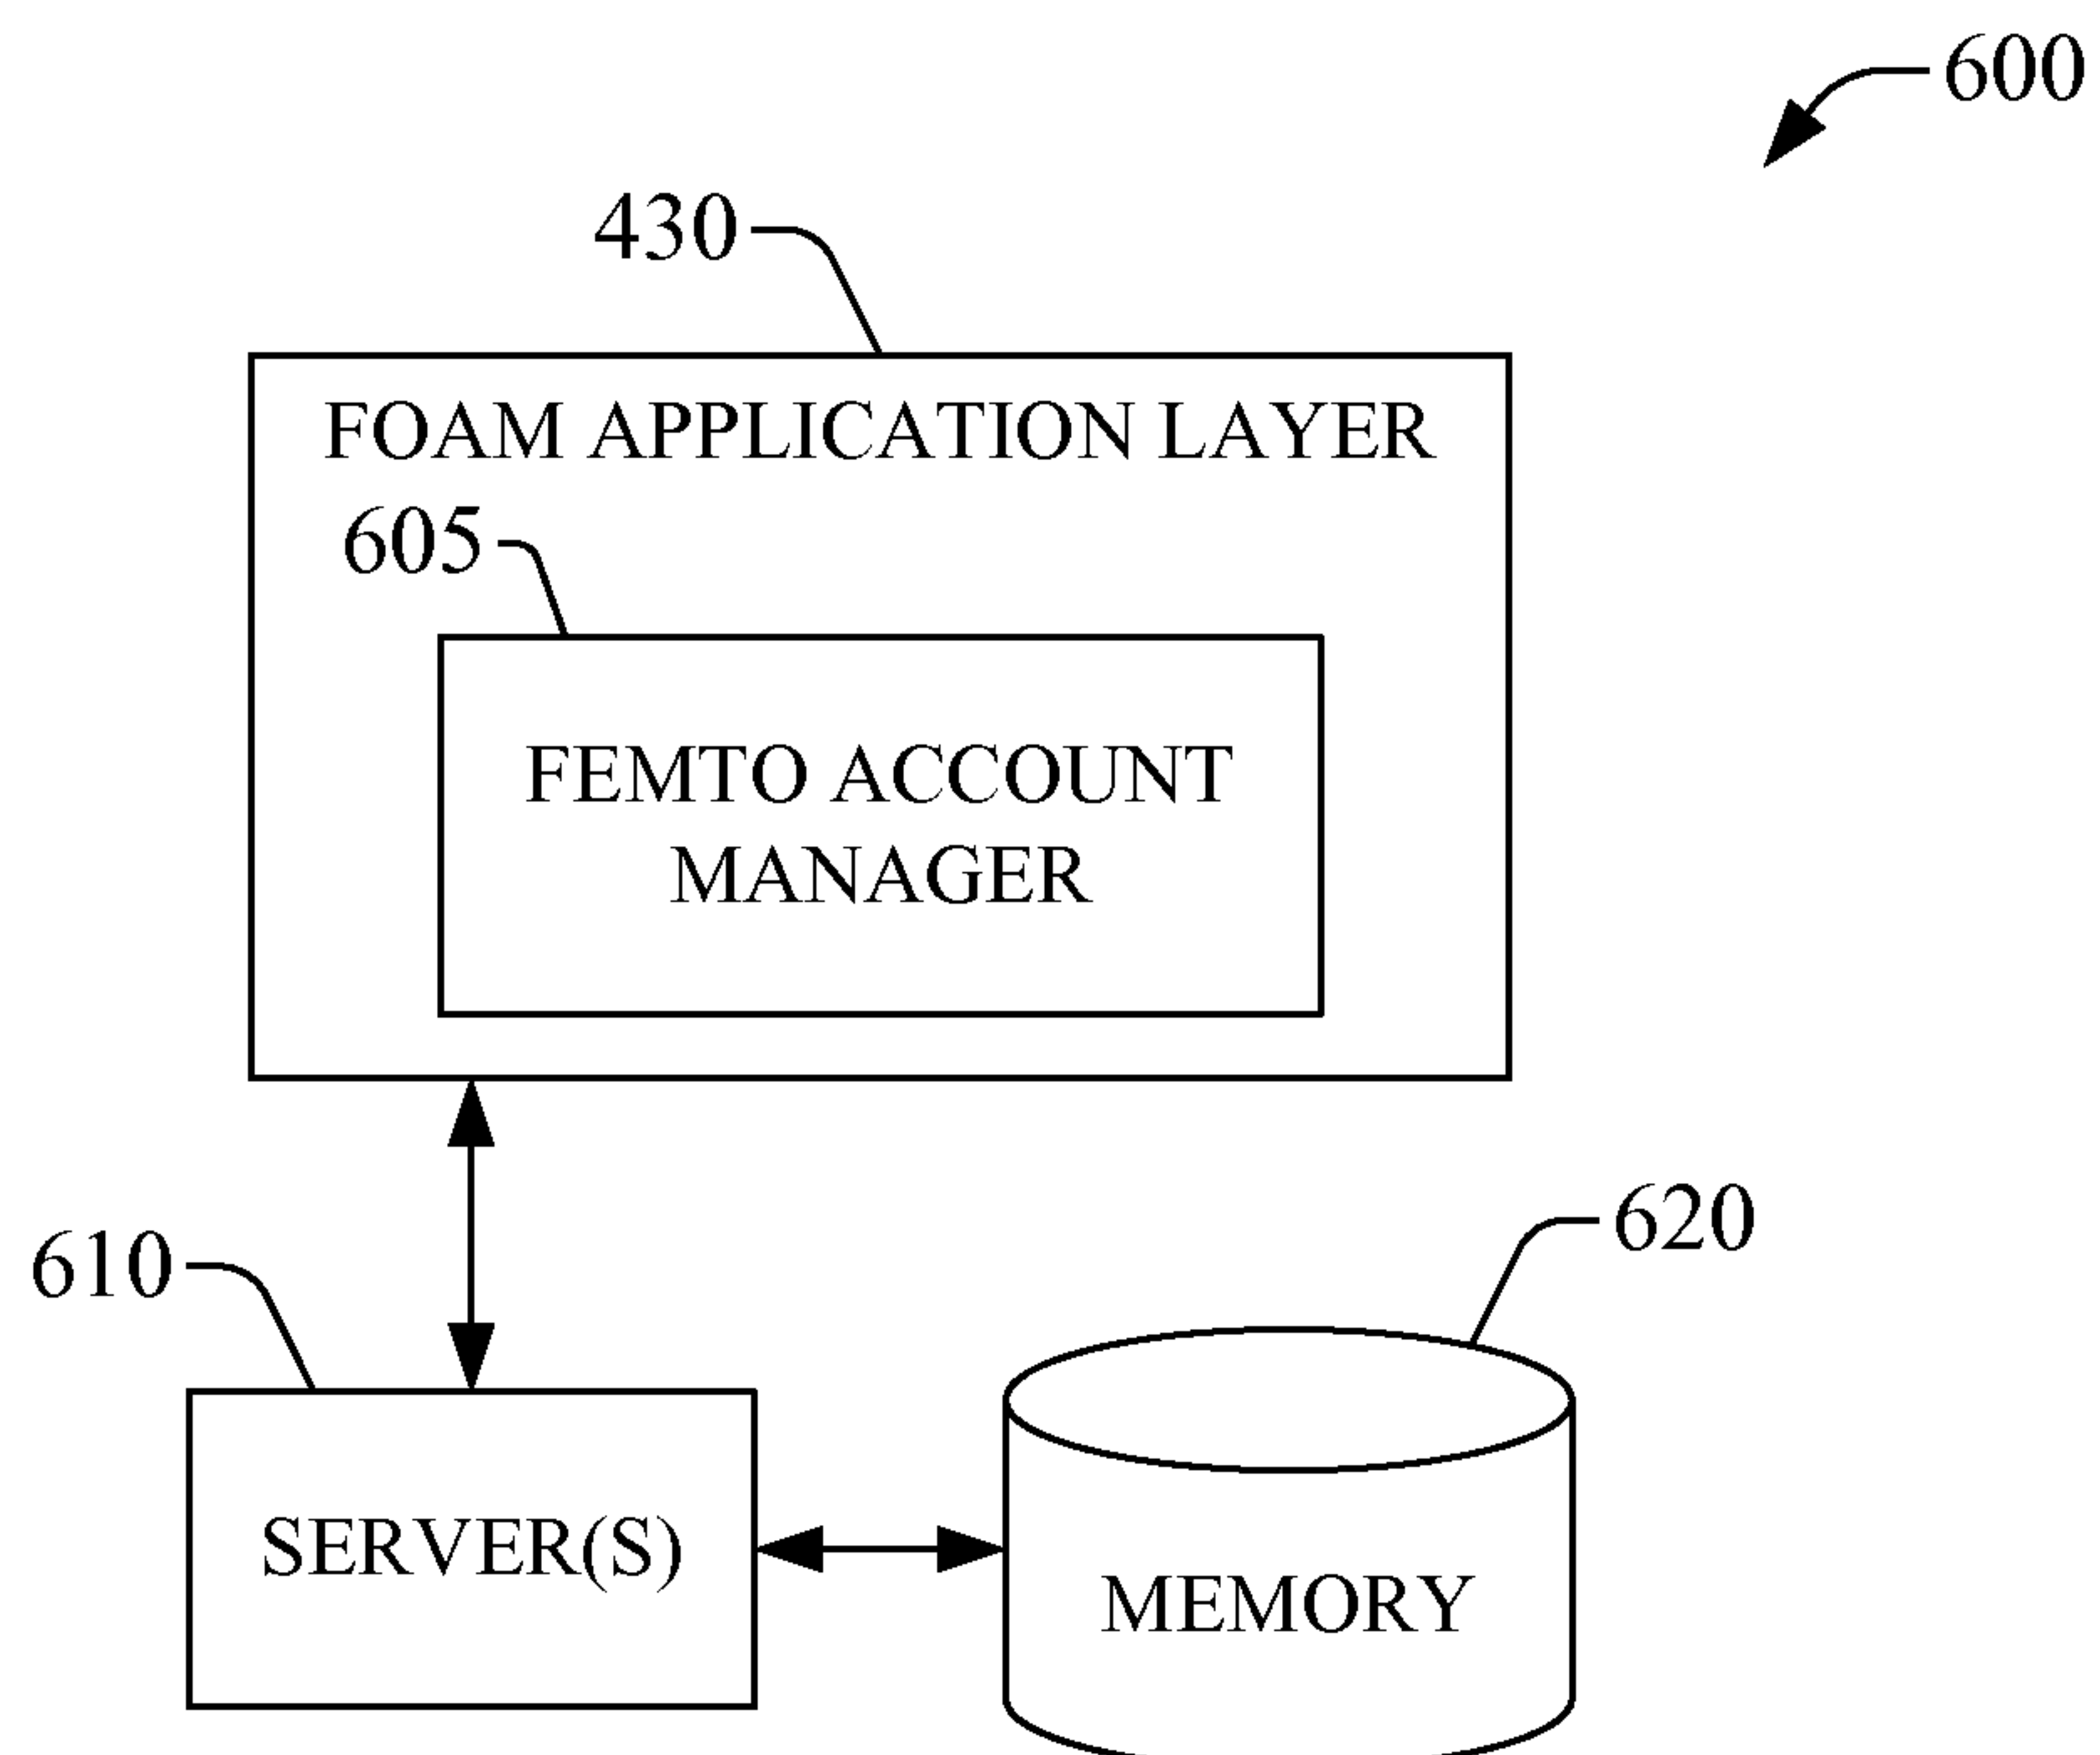 600
430
FOAM APPLICATION LAYER
605
FEMTO ACCOUNT
MANAGER
620
610
SERVER(S)
MEMORY